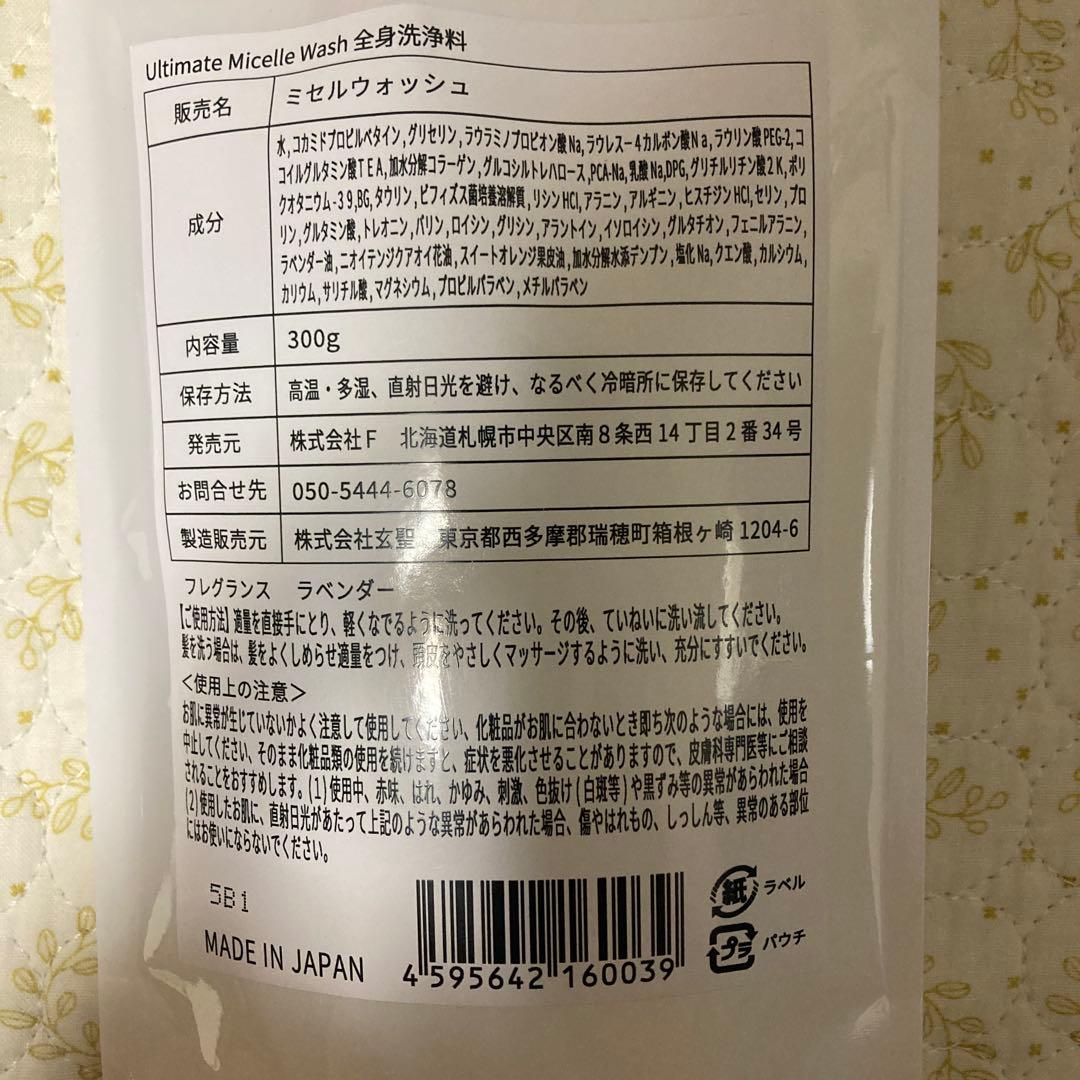 Ultimate Micelle Wash 全身洗浄料
販売名 ミセルウォッシュ
成分
水,コカミドプロピルベタイン,グリセリン,ラウラミノプロピオン酸Na,ラウレス－4カルボン酸Na,ラウリン酸PEG-2,コ
コイルグルタミン酸TEA,加水分解コラーゲン,グルコシルトレハロース,PCA-Na,乳酸Na,DPG,グリチルリチン酸2K,ポリ
クオタニウム-39,BG,タウリン,ビフィズス菌培養溶解質,リシンHCl,アラニン,アルギニン,ヒスチジンHCl,セリン,プロ
リン,グルタミン酸,トレオニン,バリン,ロイシン,グリシン,アラントイン,イソロイシン,グルタチオン,フェニルアラニン,
ラベンダー油,ニオイテンジクアオイ花油,スイートオレンジ果皮油,加水分解水添デンプン,塩化Na,クエン酸,カルシウム,
カリウム,サリチル酸,マグネシウム,プロピルパラベン,メチルパラベン
内容量 300g
保存方法 高温・多湿、直射日光を避け、なるべく冷暗所に保存してください
発売元 株式会社F 北海道札幌市中央区南8条西14丁目2番34号
お問合せ先 050-5444-6078
製造販売元 株式会社玄聖 東京都西多摩郡瑞穂町箱根ヶ崎1204-6
フレグランス ラベンダー
【ご使用方法】適量を直接手にとり、軽くなでるように洗ってください。その後、ていねいに洗い流してください。
髪を洗う場合は、髪をよくしめらせ適量をつけ、頭皮をやさしくマッサージするように洗い、充分にすすいでください。
＜使用上の注意＞
お肌に異常が生じていないかよく注意して使用してください、化粧品がお肌に合わないとき即ち次のような場合には、使用を
中止してください、そのまま化粧品類の使用を続けますと、症状を悪化させることがありますので、皮膚科専門医等にご相談
されることをおすすめします。(1)使用中、赤味、はれ、かゆみ、刺激、色抜け(白斑等)や黒ずみ等の異常があらわれた場合
(2)使用したお肌に、直射日光があたって上記のような異常があらわれた場合、傷やはれもの、しっしん等、異常のある部位
にはお使いにならないでください。
5B1
MADE IN JAPAN
4 595642 160039
紙 ラベル
プラ パウチ